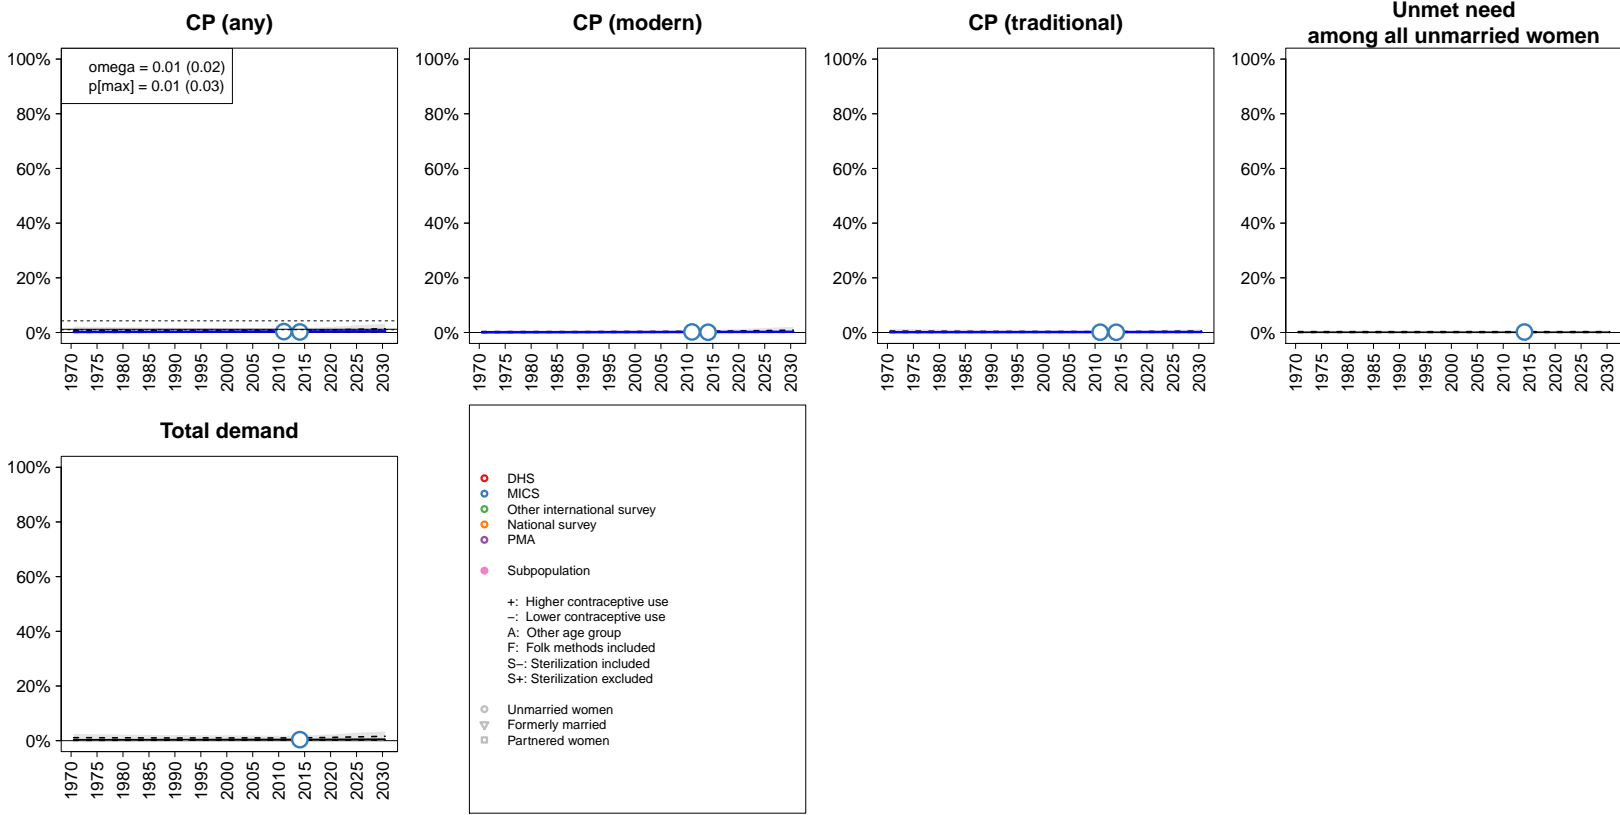 CP (any)
100%
80%
60%
40%
20%
0%
omega = 0.01 (0.02)
p[max] = 0.01 (0.03)
1970 1975 1980 1985 1990 1995 2000 2005 2010 2015 2020 2025 2030
CP (modern)
100%
80%
60%
40%
20%
0%
1970 1975 1980 1985 1990 1995 2000 2005 2010 2015 2020 2025 2030
CP (traditional)
100%
80%
60%
40%
20%
0%
1970 1975 1980 1985 1990 1995 2000 2005 2010 2015 2020 2025 2030
Unmet need
among all unmarried women
100%
80%
60%
40%
20%
0%
1970 1975 1980 1985 1990 1995 2000 2005 2010 2015 2020 2025 2030
Total demand
100%
80%
60%
40%
20%
0%
1970 1975 1980 1985 1990 1995 2000 2005 2010 2015 2020 2025 2030
DHS
MICS
Other international survey
National survey
PMA
Subpopulation
+: Higher contraceptive use
−: Lower contraceptive use
A: Other age group
F: Folk methods included
S−: Sterilization included
S+: Sterilization excluded
Unmarried women
Formerly married
Partnered women